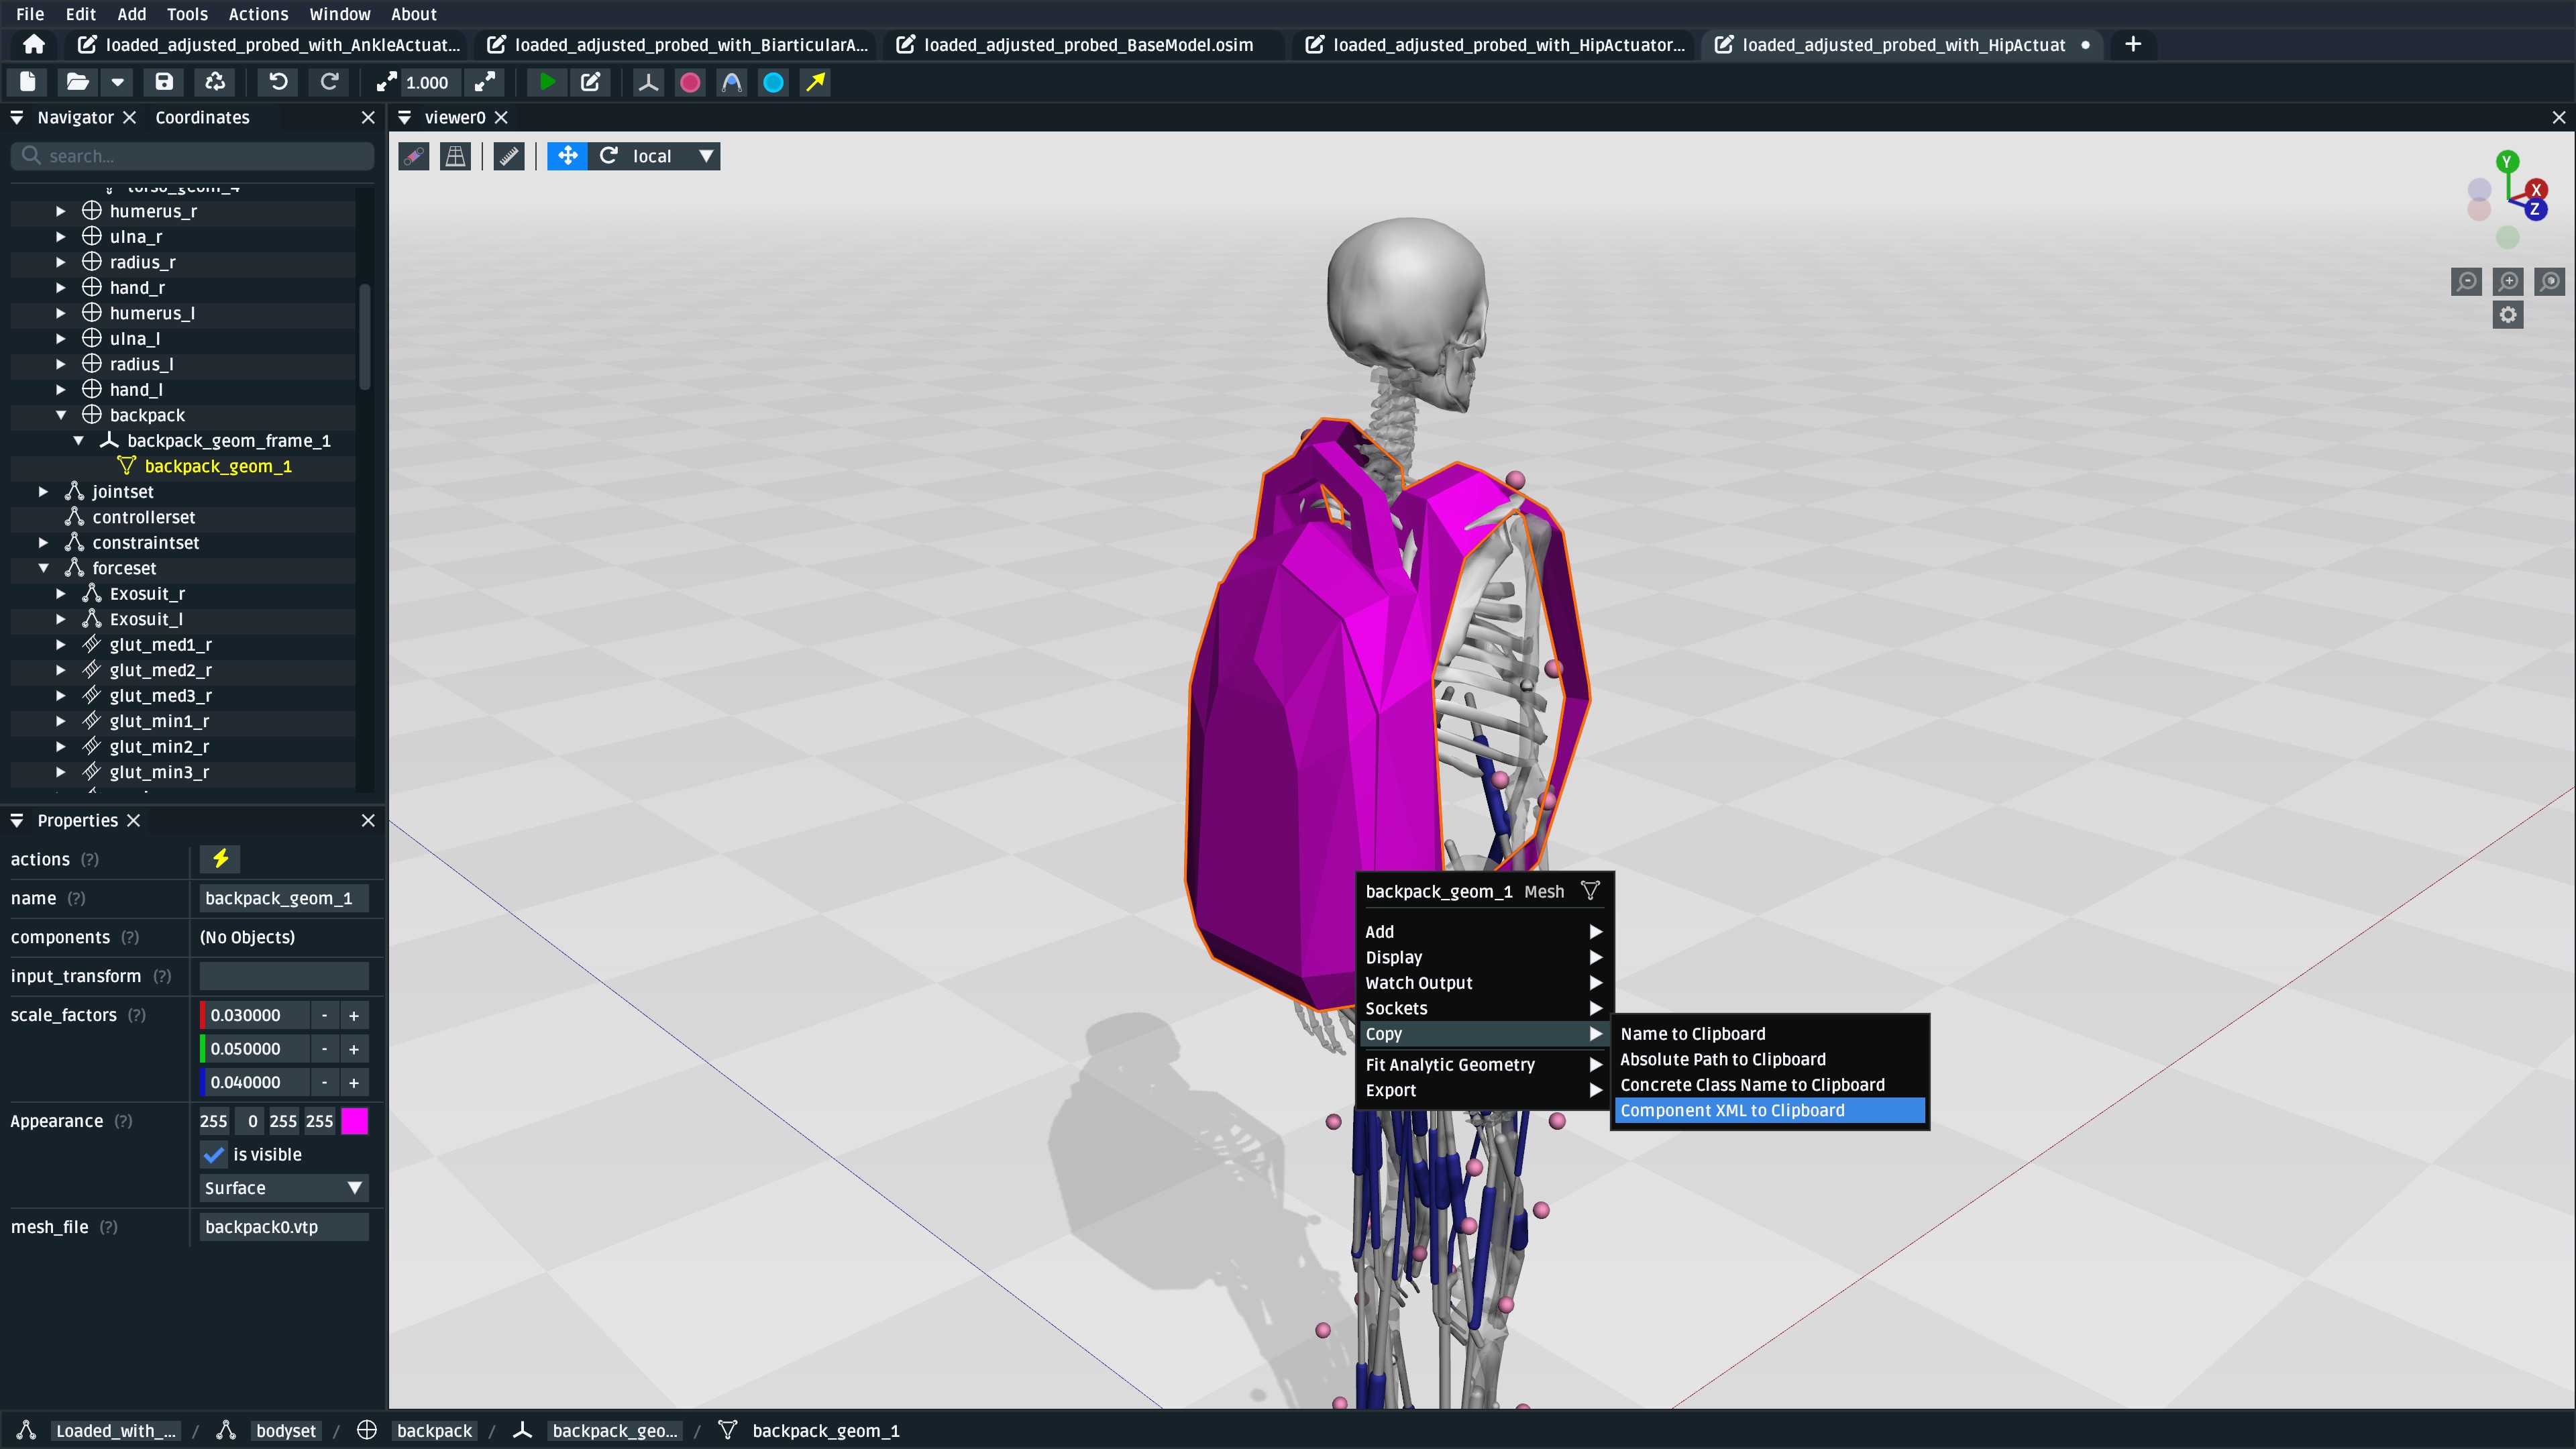 File Edit Add Tools Actions Window About
loaded_adjusted_probed_with_AnkleActuat... loaded_adjusted_probed_with_BiarticularA... loaded_adjusted_probed_BaseModel.osim loaded_adjusted_probed_with_HipActuator... loaded_adjusted_probed_with_HipActuat
1.000
Navigator Coordinates
search...
torso_geom_4
humerus_r
ulna_r
radius_r
hand_r
humerus_l
ulna_l
radius_l
hand_l
backpack
backpack_geom_frame_1
backpack_geom_1
jointset
controllerset
constraintset
forceset
Exosuit_r
Exosuit_l
glut_med1_r
glut_med2_r
glut_med3_r
glut_min1_r
glut_min2_r
glut_min3_r
Properties
actions (?)
name (?) backpack_geom_1
components (?) (No Objects)
input_transform (?)
scale_factors (?) 0.030000 - +
0.050000 - +
0.040000 - +
Appearance (?) 255 0 255 255
is visible
Surface
mesh_file (?) backpack0.vtp
viewer0
local
Y
X
Z
backpack_geom_1 Mesh
Add
Display
Watch Output
Sockets
Copy
Fit Analytic Geometry
Export
Name to Clipboard
Absolute Path to Clipboard
Concrete Class Name to Clipboard
Component XML to Clipboard
Loaded_with_... / bodyset / backpack / backpack_geo... / backpack_geom_1